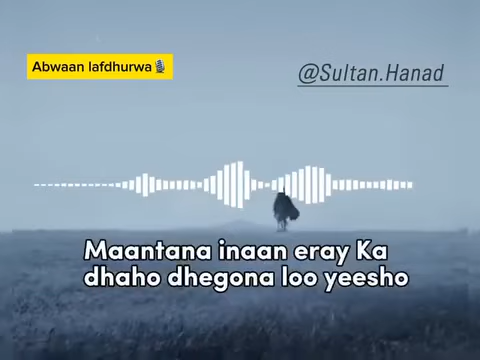 Abwaan lafdhurwa🎙️
@Sultan.Hanad
Maantana inaan eray Ka
dhaho dhegona loo yeesho